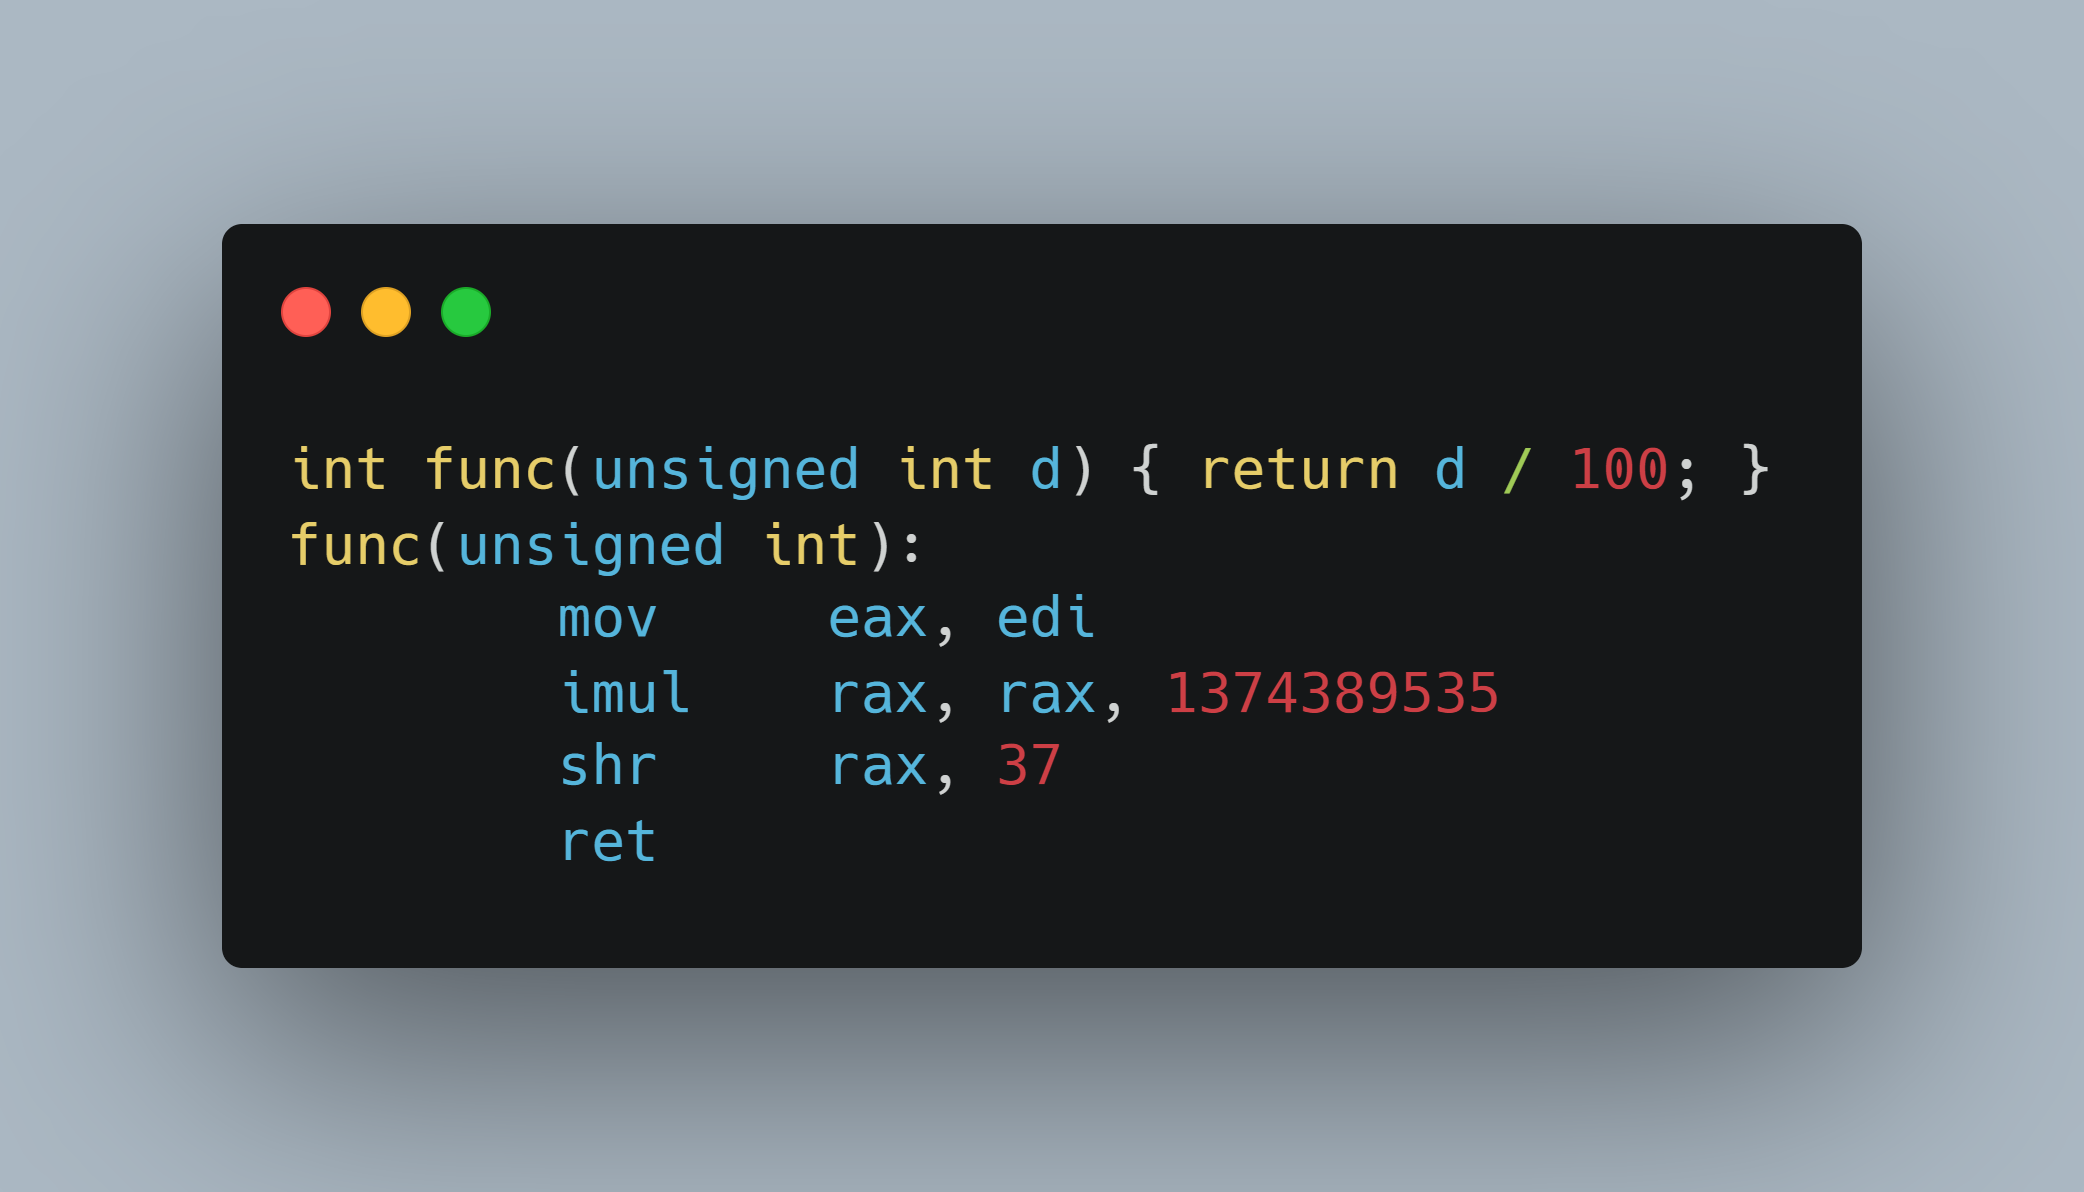 int func(unsigned int d) { return d / 100; }
func(unsigned int):
        mov     eax, edi
        imul    rax, rax, 1374389535
        shr     rax, 37
        ret